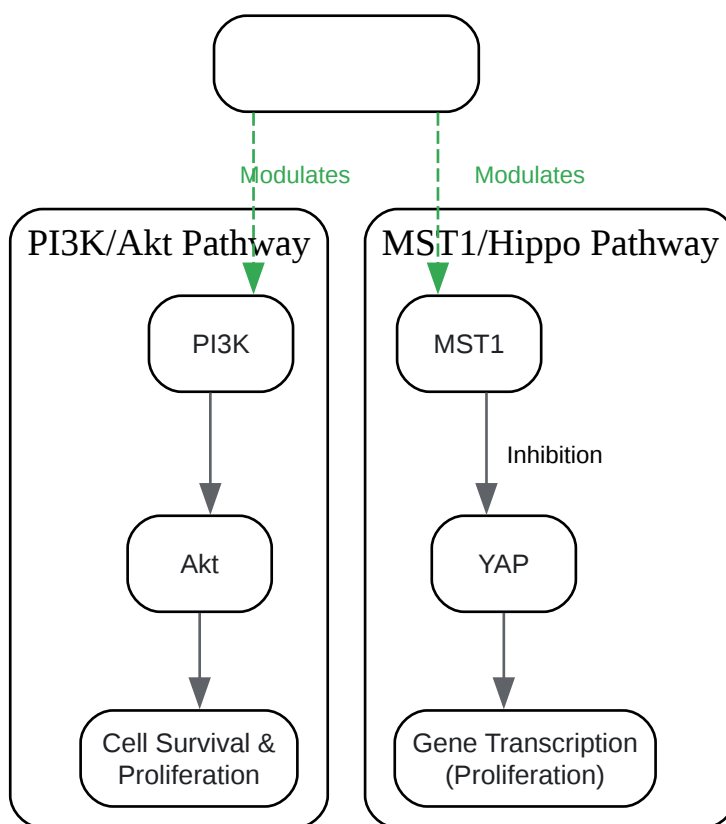 Modulates
Modulates
PI3K/Akt Pathway
MST1/Hippo Pathway
PI3K
MST1
Inhibition
Akt
YAP
Cell Survival &
Proliferation
Gene Transcription
(Proliferation)